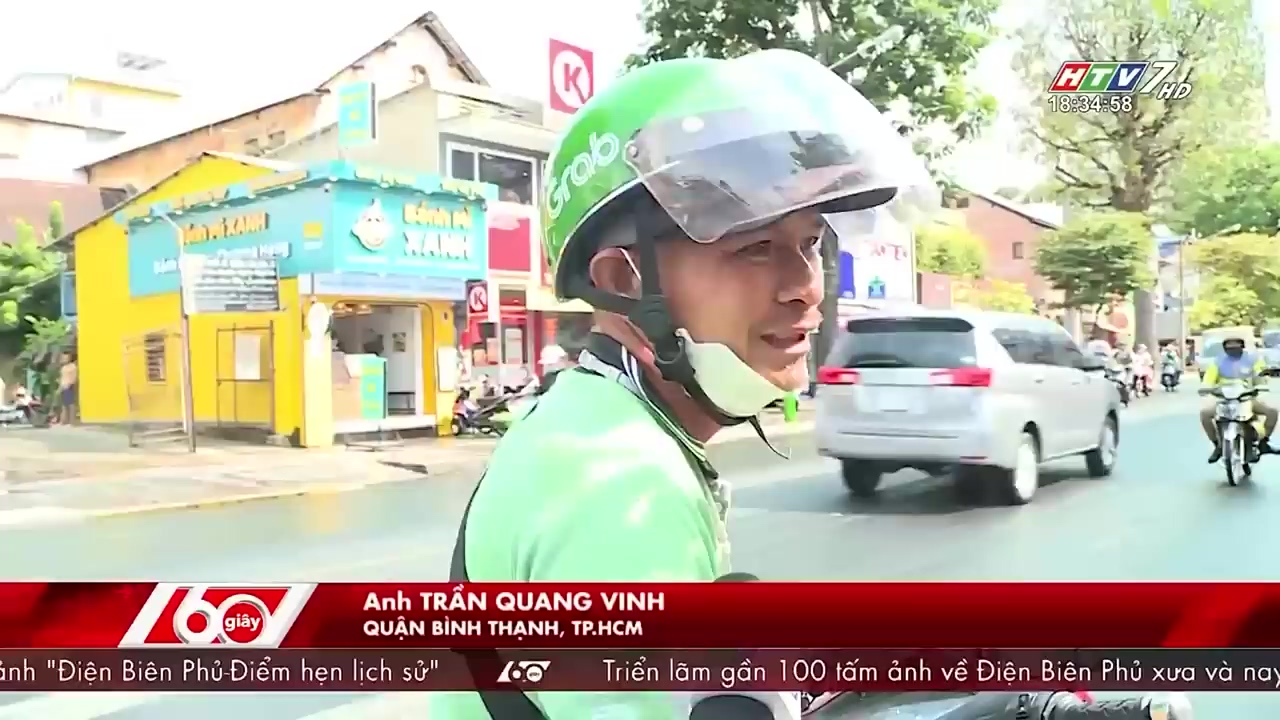 K
HTV7
HD
18:34:58
Grab
BÁNH MÌ XANH
Bánh Mì
XANH
K
60
giây
Anh TRẦN QUANG VINH
QUẬN BÌNH THẠNH, TP.HCM
ảnh "Điện Biên Phủ-Điểm hẹn lịch sử" 60 Triển lãm gần 100 tấm ảnh về Điện Biên Phủ xưa và nay